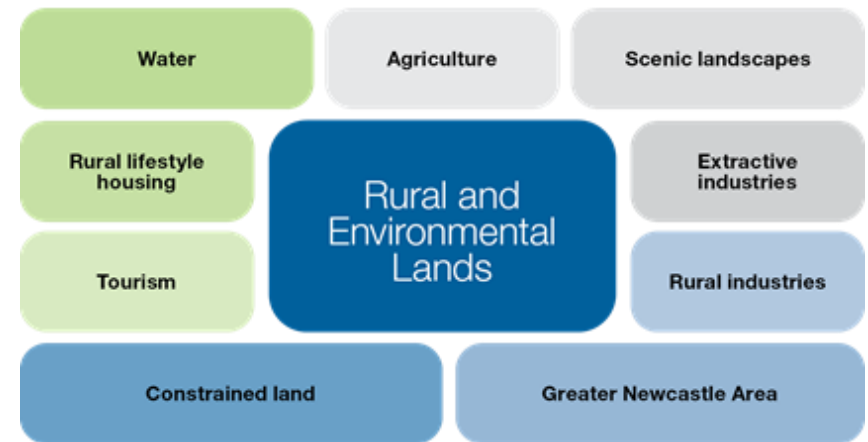 Water
Agriculture
Scenic landscapes
Rural lifestyle
housing
Rural and
Environmental
Lands
Extractive
industries
Tourism
Rural industries
Constrained land
Greater Newcastle Area